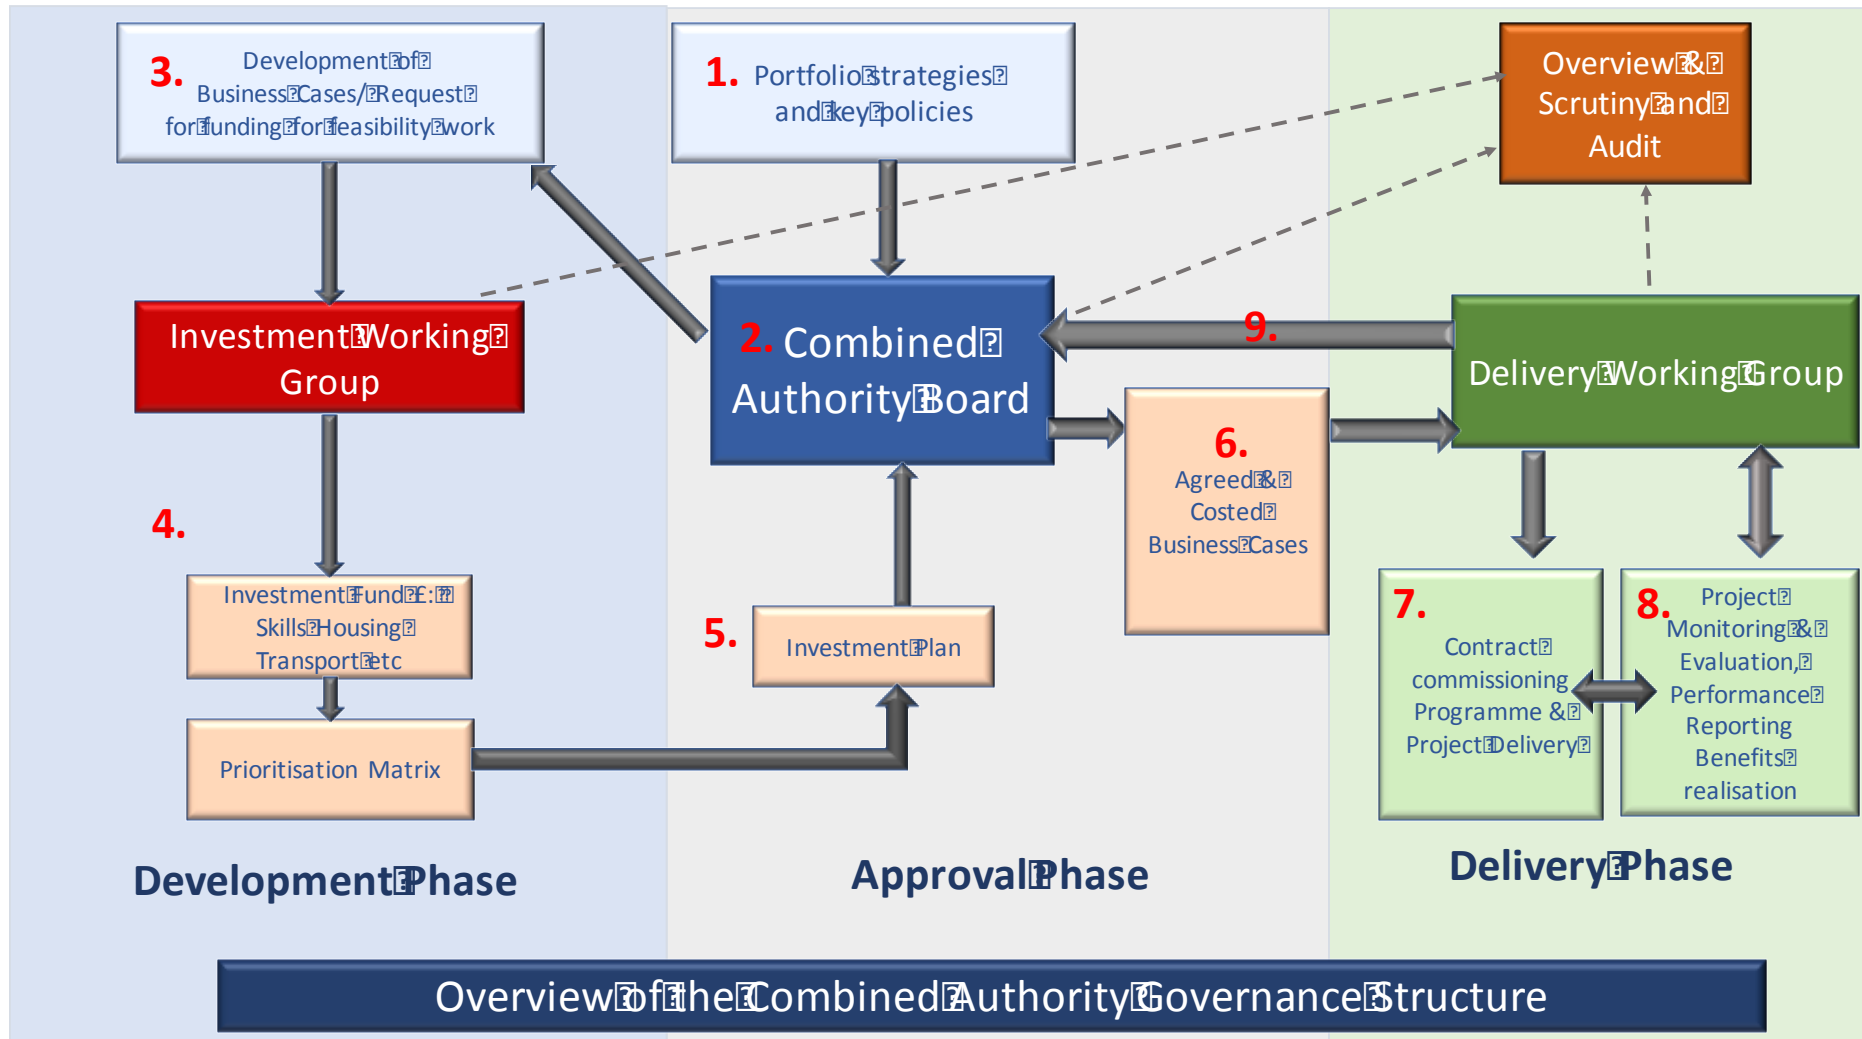 3.
Development of
Business Cases/ Request
for funding for feasibility work
1.
Portfolio strategies
and key policies
Overview &
Scrutiny and
Audit
Investment Working
Group
2.
Combined
Authority Board
9.
Delivery Working Group
6.
Agreed &
Costed
Business Cases
4.
Investment Fund £:
Skills Housing
Transport etc
Prioritisation Matrix
5.
Investment Plan
7.
Contract
commissioning
Programme &
Project Delivery
8.
Project
Monitoring &
Evaluation,
Performance
Reporting
Benefits
realisation
Development Phase
Approval Phase
Delivery Phase
Overview of the Combined Authority Governance Structure